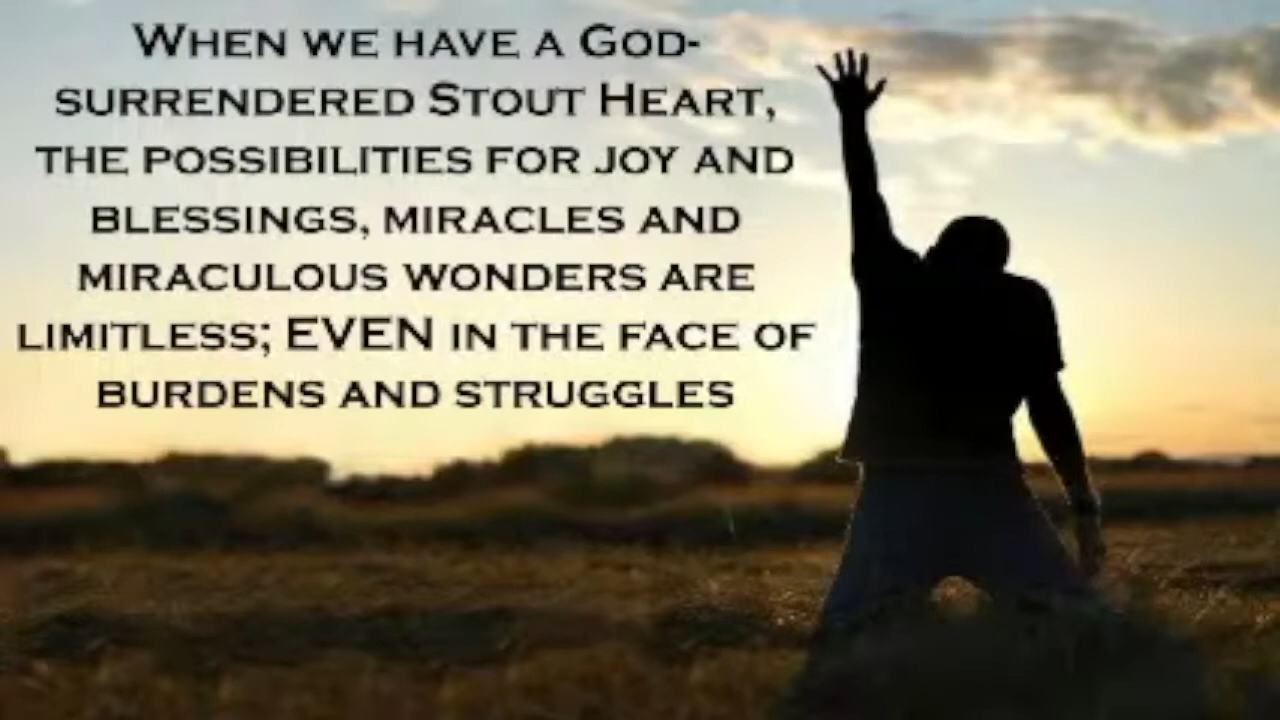 When we have a God-
surrendered Stout Heart,
the possibilities for joy and
blessings, miracles and
miraculous wonders are
limitless; EVEN in the face of
burdens and struggles